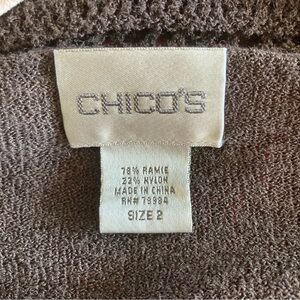 CHICO'S
78% RAMIE
22% NYLON
MADE IN CHINA
RN# 79984
SIZE 2